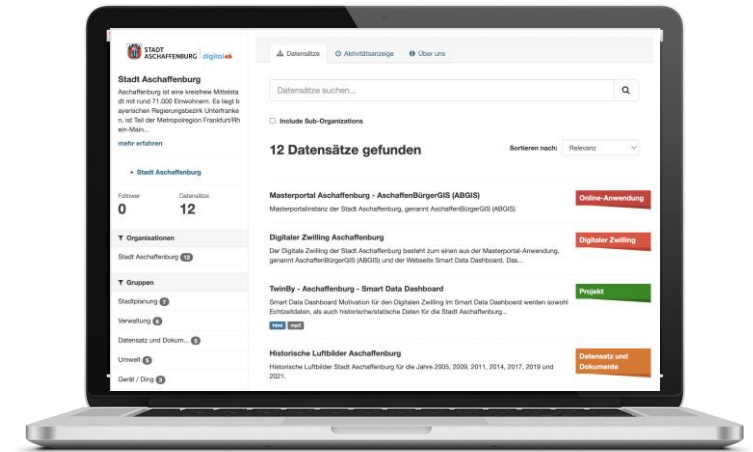 STADT
ASCHAFFENBURG
digital
Stadt Aschaffenburg
Aschaffenburg ist eine kreisfreie Mittelsta
dt mit rund 71.000 Einwohnern. Es liegt b
ayerischen Regierungsbezirk Unterfranke
n, ist Teil der Metropolregion Frankfurt/Rh
ein-Main...
mehr erfahren
Stadt Aschaffenburg
Follower Datensätze
0 12
Organisationen
Stadt Aschaffenburg 12
Gruppen
Stadtplanung 7
Verwaltung
Datensatz und Dokum...
Umwelt
Gerät / Ding
Datensätze Aktivitätsanzeige Über uns
Datensätze suchen...
Include Sub-Organizations
12 Datensätze gefunden
Sortieren nach: Relevanz
Masterportal Aschaffenburg - AschaffenBürgerGIS (ABGIS)
Masterportalinstanz der Stadt Aschaffenburg, genannt AschaffenBürgerGIS (ABGIS)
Online-Anwendung
Digitaler Zwilling Aschaffenburg
Der Digitale Zwilling der Stadt Aschaffenburg besteht zum einen aus der Masterportal-Anwendung,
genannt AschaffenBürgerGIS (ABGIS) und der Webseite Smart Data Dashboard. Das...
Digitaler Zwilling
TwinBy - Aschaffenburg - Smart Data Dashboard
Smart Data Dashboard Motivation für den Digitalen Zwilling Im Smart Data Dashboard werden sowohl
Echtzeitdaten, als auch historische/statische Daten für die Stadt Aschaffenburg...
html mp3
Projekt
Historische Luftbilder Aschaffenburg
Historische Luftbilder Stadt Aschaffenburg für die Jahre 2005, 2009, 2011, 2014, 2017, 2019 und
2021.
Datensatz und
Dokumente